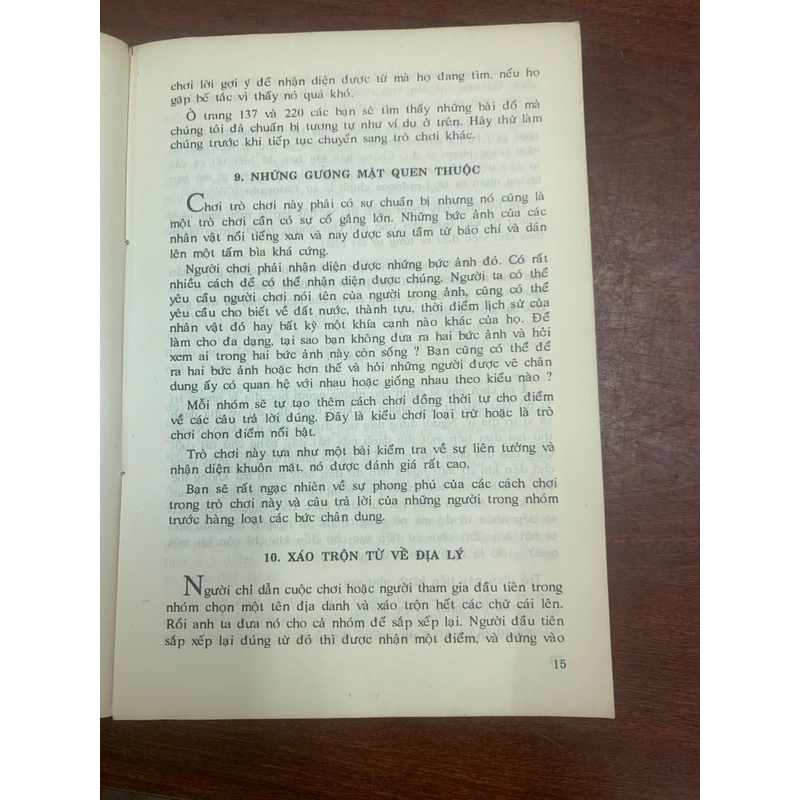 chơi lời gợi ý để nhận diện được từ mà họ đang tìm, nếu họ
gặp bế tắc vì thấy nó quá khó.
Ở trang 137 và 220 các bạn sẽ tìm thấy những bài đố mà
chúng tôi đã chuẩn bị tương tự như ví dụ ở trên. Hãy thử làm
chúng trước khi tiếp tục chuyển sang trò chơi khác.
9. NHỮNG GƯƠNG MẶT QUEN THUỘC
Chơi trò chơi này phải có sự chuẩn bị nhưng nó cũng là
một trò chơi cần có sự cố gắng lớn. Những bức ảnh của các
nhân vật nổi tiếng xưa và nay được sưu tầm từ báo chí và dán
lên một tấm bìa khá cứng.
Người chơi phải nhận diện được những bức ảnh đó. Có rất
nhiều cách để có thể nhận diện được chúng. Người ta có thể
yêu cầu người chơi nói tên của người trong ảnh, cũng có thể
yêu cầu cho biết về đất nước, thành tựu, thời điểm lịch sử của
nhân vật đó hay bất kỳ một khía cạnh nào khác của họ. Để
làm cho đa dạng, tại sao bạn không đưa ra hai bức ảnh và hỏi
xem ai trong hai bức ảnh này còn sống ? Bạn cũng có thể để
ra hai bức ảnh hoặc hơn thế và hỏi những người được vẽ chân
dung ấy có quan hệ với nhau hoặc giống nhau theo kiểu nào ?
Mỗi nhóm sẽ tự tạo thêm cách chơi đồng thời tự cho điểm
về các câu trả lời đúng. Đây là kiểu chơi loại trừ hoặc là trò
chơi chọn điểm nổi bật.
Trò chơi này tựa như một bài kiểm tra về sự liên tưởng và
nhận diện khuôn mặt, nó được đánh giá rất cao.
Bạn sẽ rất ngạc nhiên về sự phong phú của các cách chơi
trong trò chơi này và câu trả lời của những người trong nhóm
trước hàng loạt các bức chân dung.
10. XÁO TRỘN TỪ VỀ ĐỊA LÝ
Người chỉ dẫn cuộc chơi hoặc người tham gia đầu tiên trong
nhóm chọn một tên địa danh và xáo trộn hết các chữ cái lên.
Rồi anh ta đưa nó cho cả nhóm để sắp xếp lại. Người đầu tiên
sắp xếp lại đúng từ đó thì được nhận một điểm, và đứng vào
15